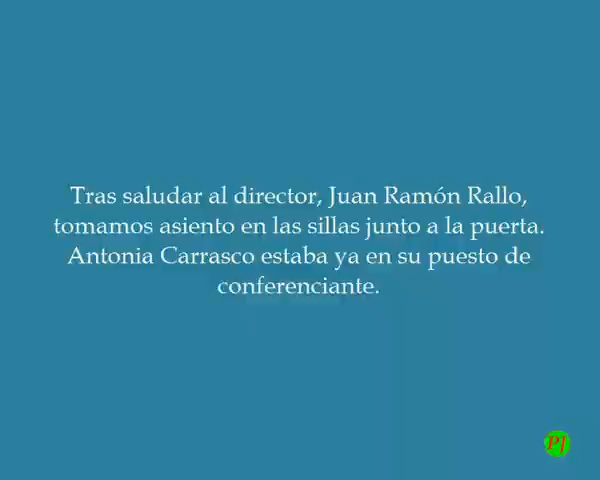 Tras saludar al director, Juan Ramón Rallo,
tomamos asiento en las sillas junto a la puerta.
Antonia Carrasco estaba ya en su puesto de
conferenciante.
PJ